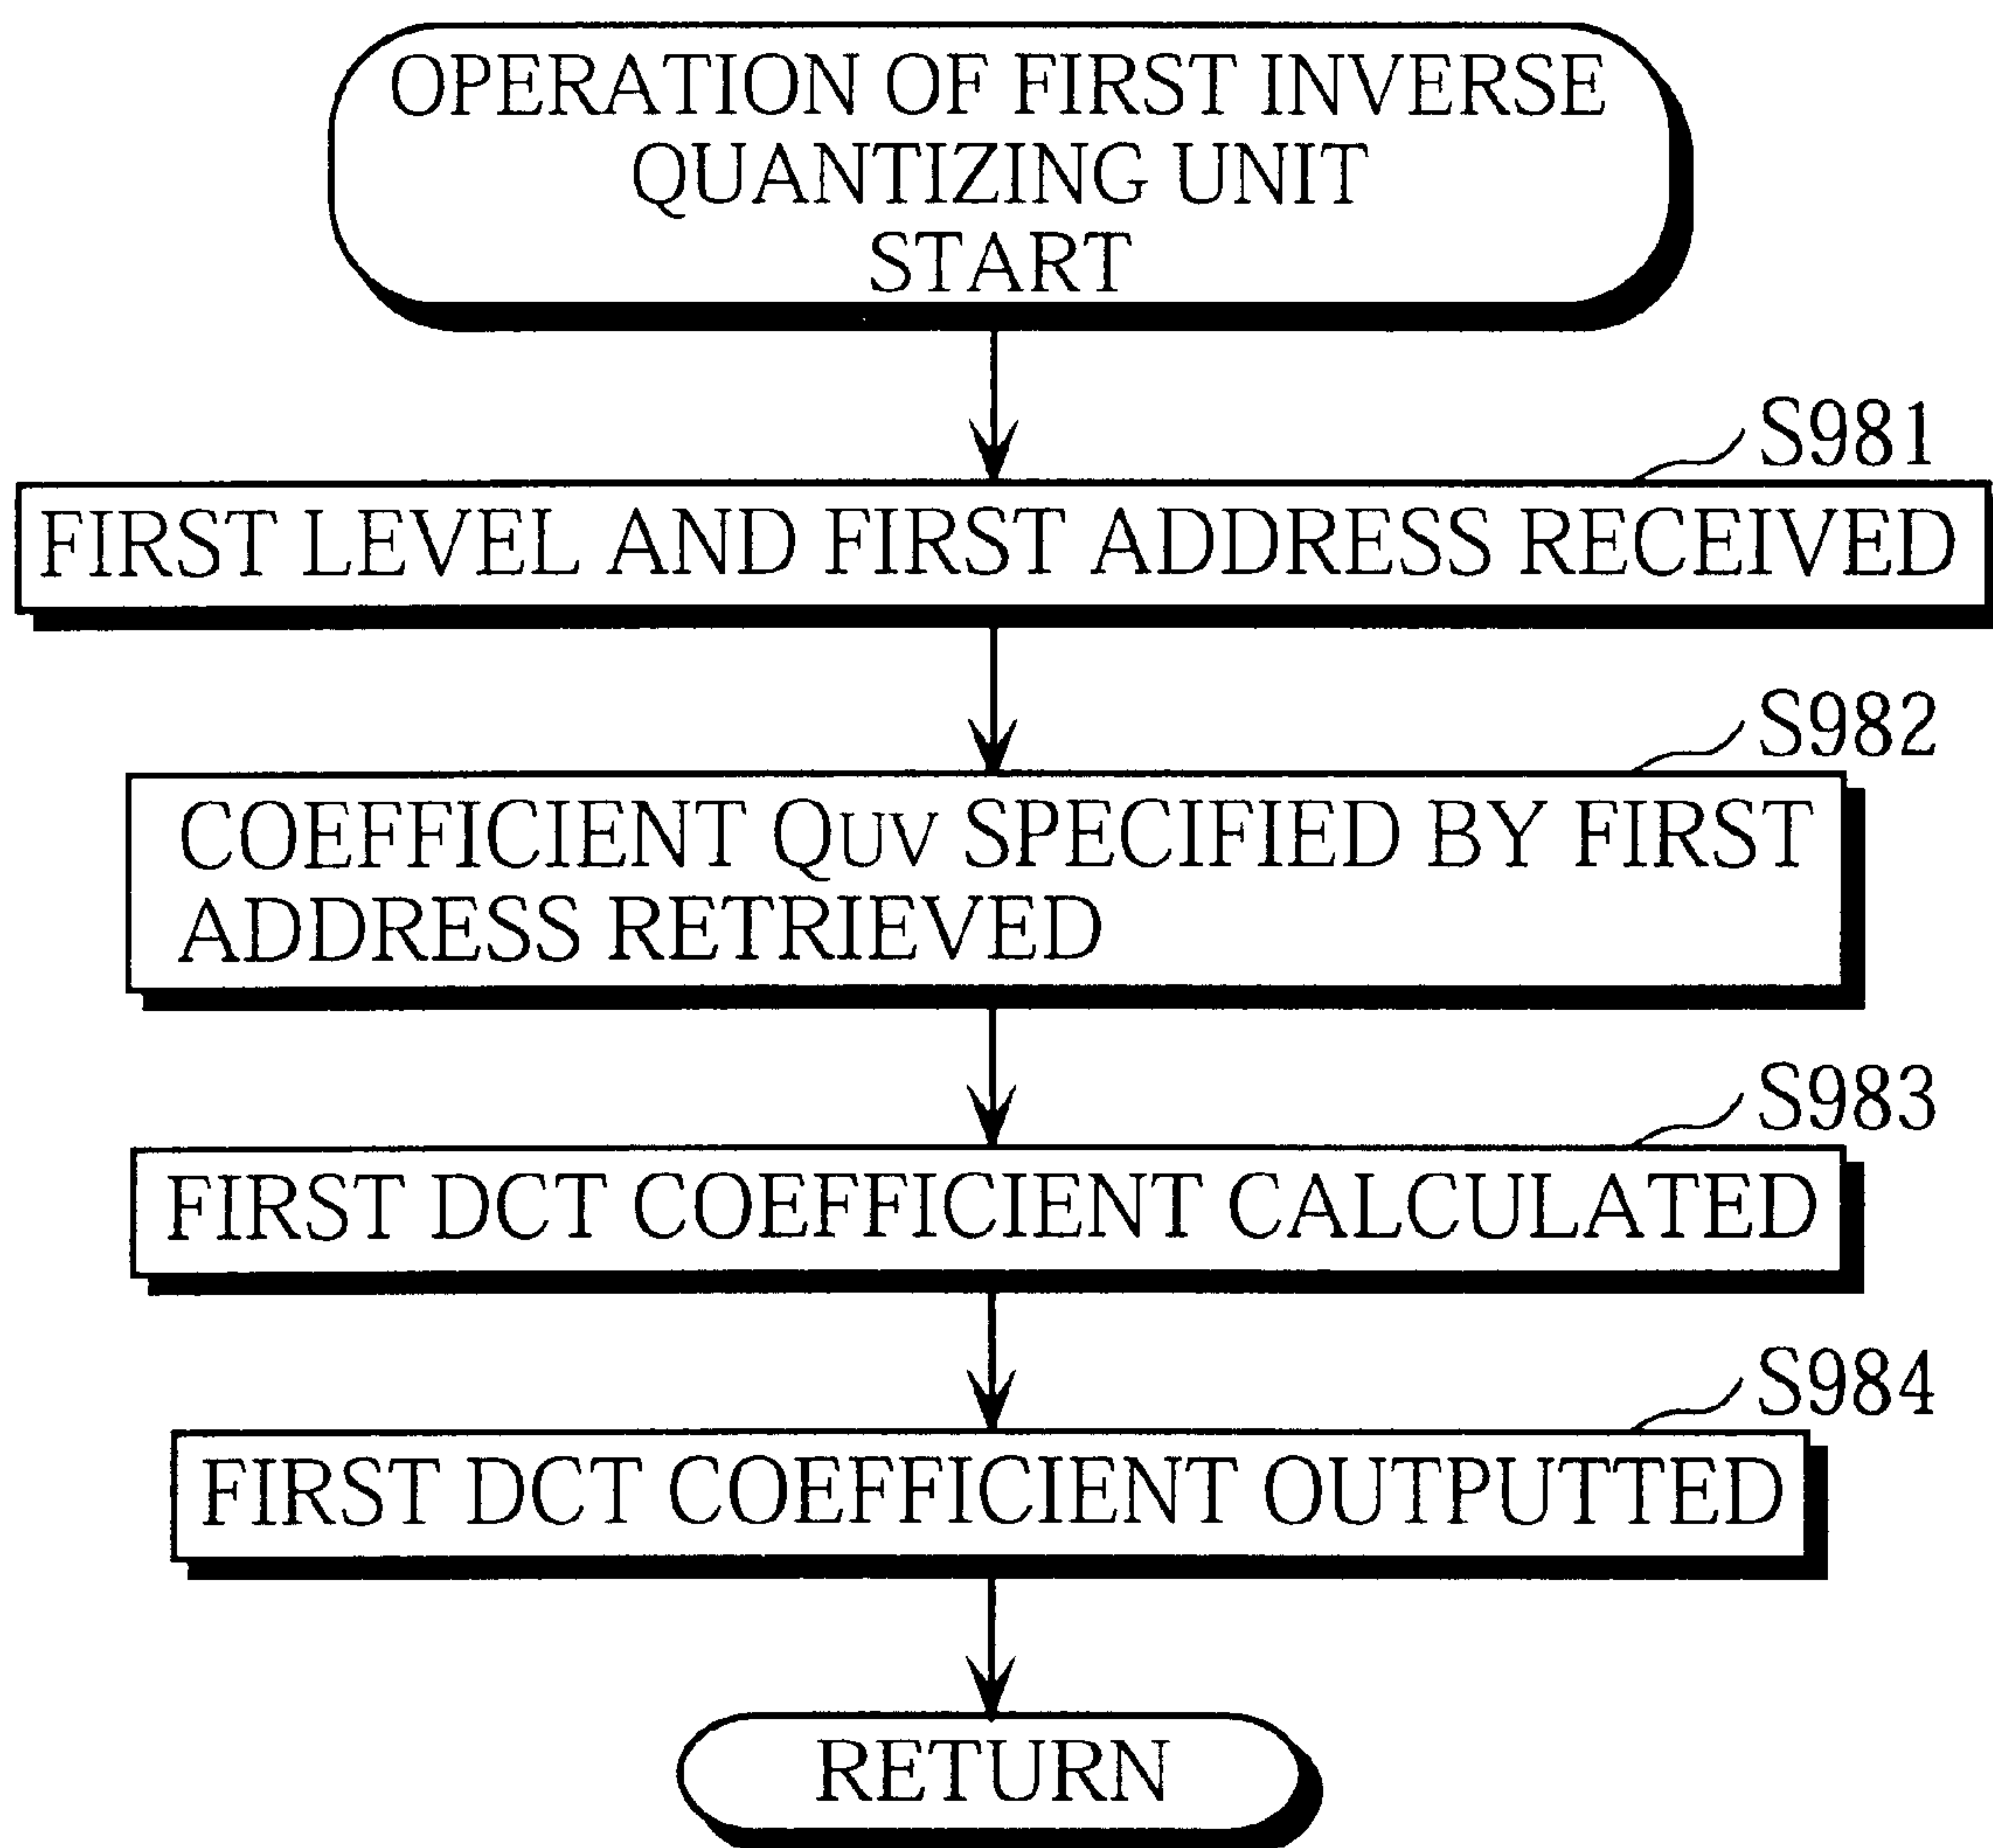 OPERATION OF FIRST INVERSE
QUANTIZING UNIT
START
S981
FIRST LEVEL AND FIRST ADDRESS RECEIVED
S982
COEFFICIENT QUV SPECIFIED BY FIRST
ADDRESS RETRIEVED
S983
FIRST DCT COEFFICIENT CALCULATED
S984
FIRST DCT COEFFICIENT OUTPUTTED
RETURN